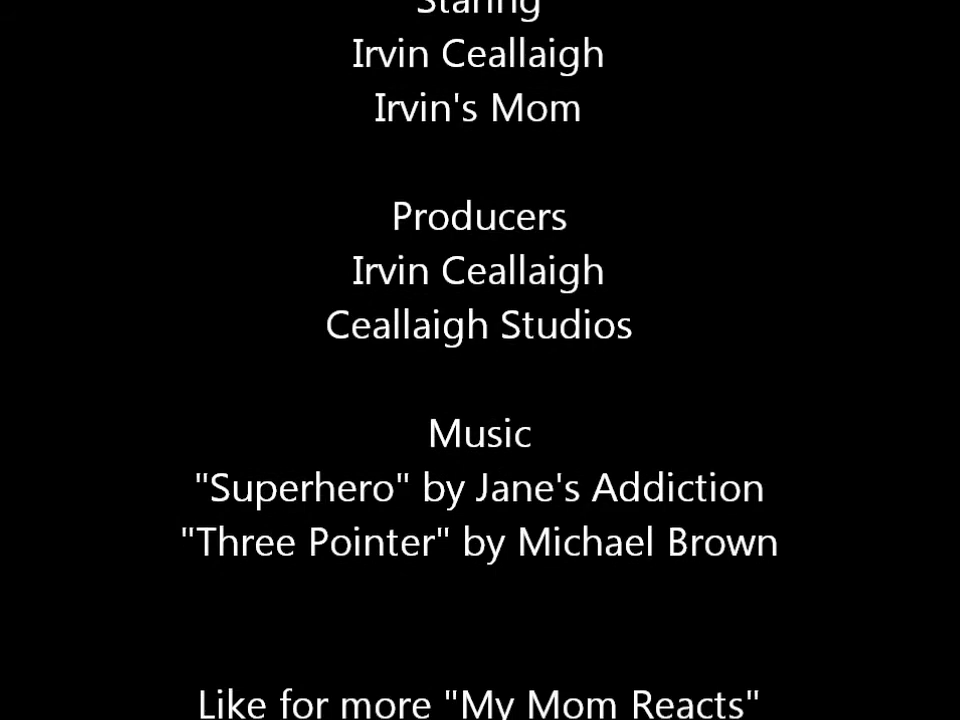 Staring
Irvin Ceallaigh
Irvin's Mom
Producers
Irvin Ceallaigh
Ceallaigh Studios
Music
"Superhero" by Jane's Addiction
"Three Pointer" by Michael Brown
Like for more "My Mom Reacts"